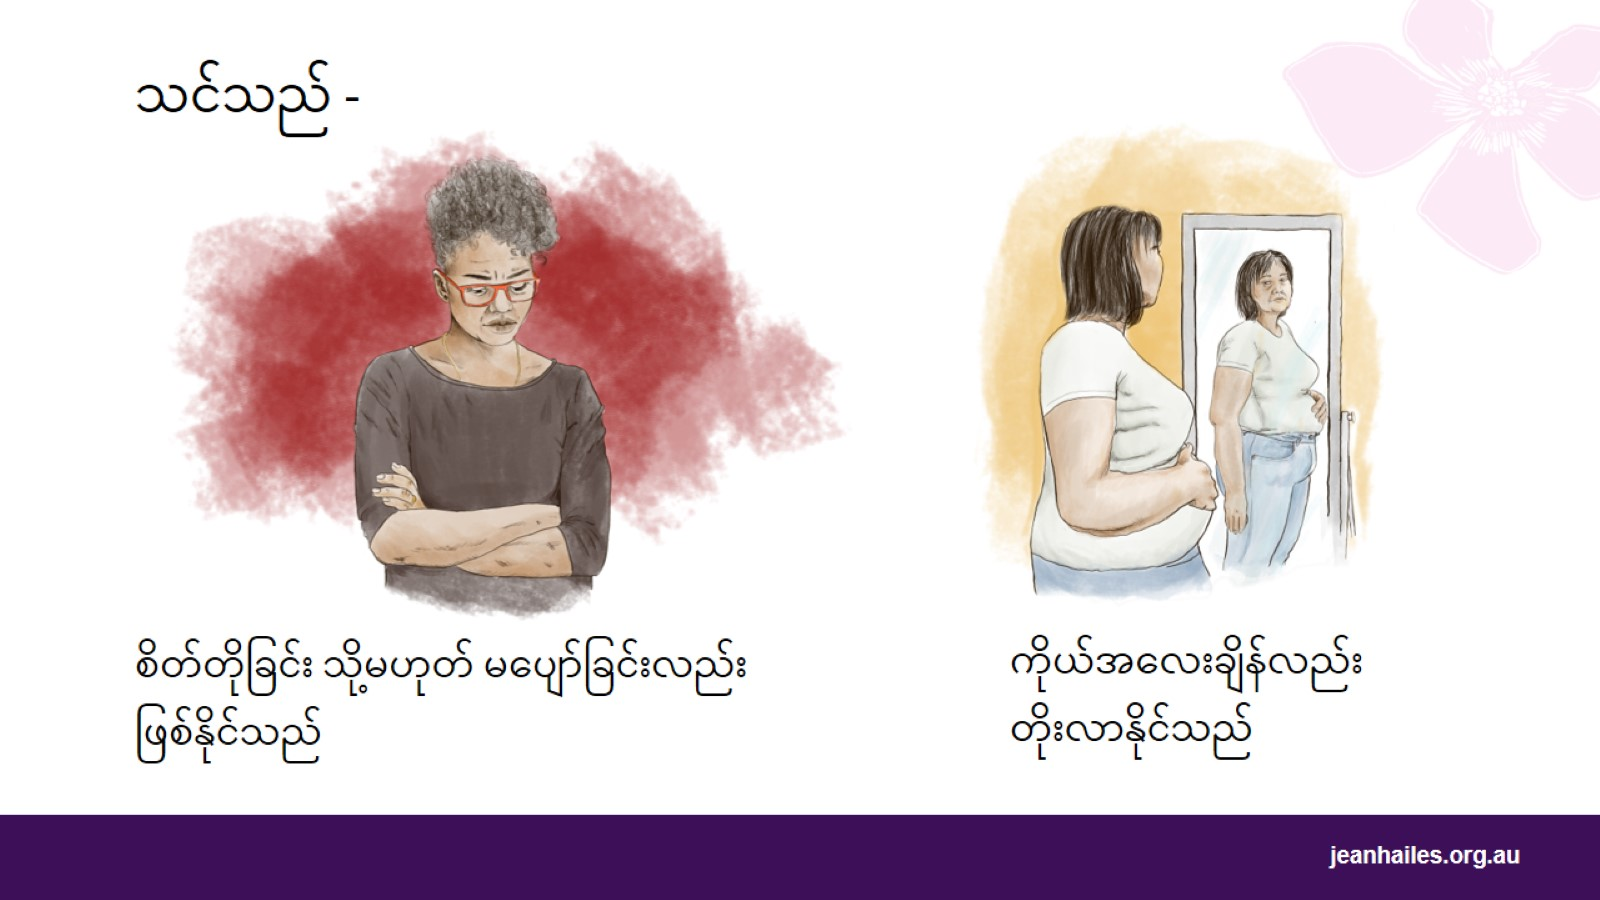 သင်သည် -
စိတ်တိုခြင်း သို့မဟုတ် မပျော်ခြင်းလည်း
ဖြစ်နိုင်သည်
ကိုယ်အလေးချိန်လည်း
တိုးလာနိုင်သည်
jeanhailes.org.au